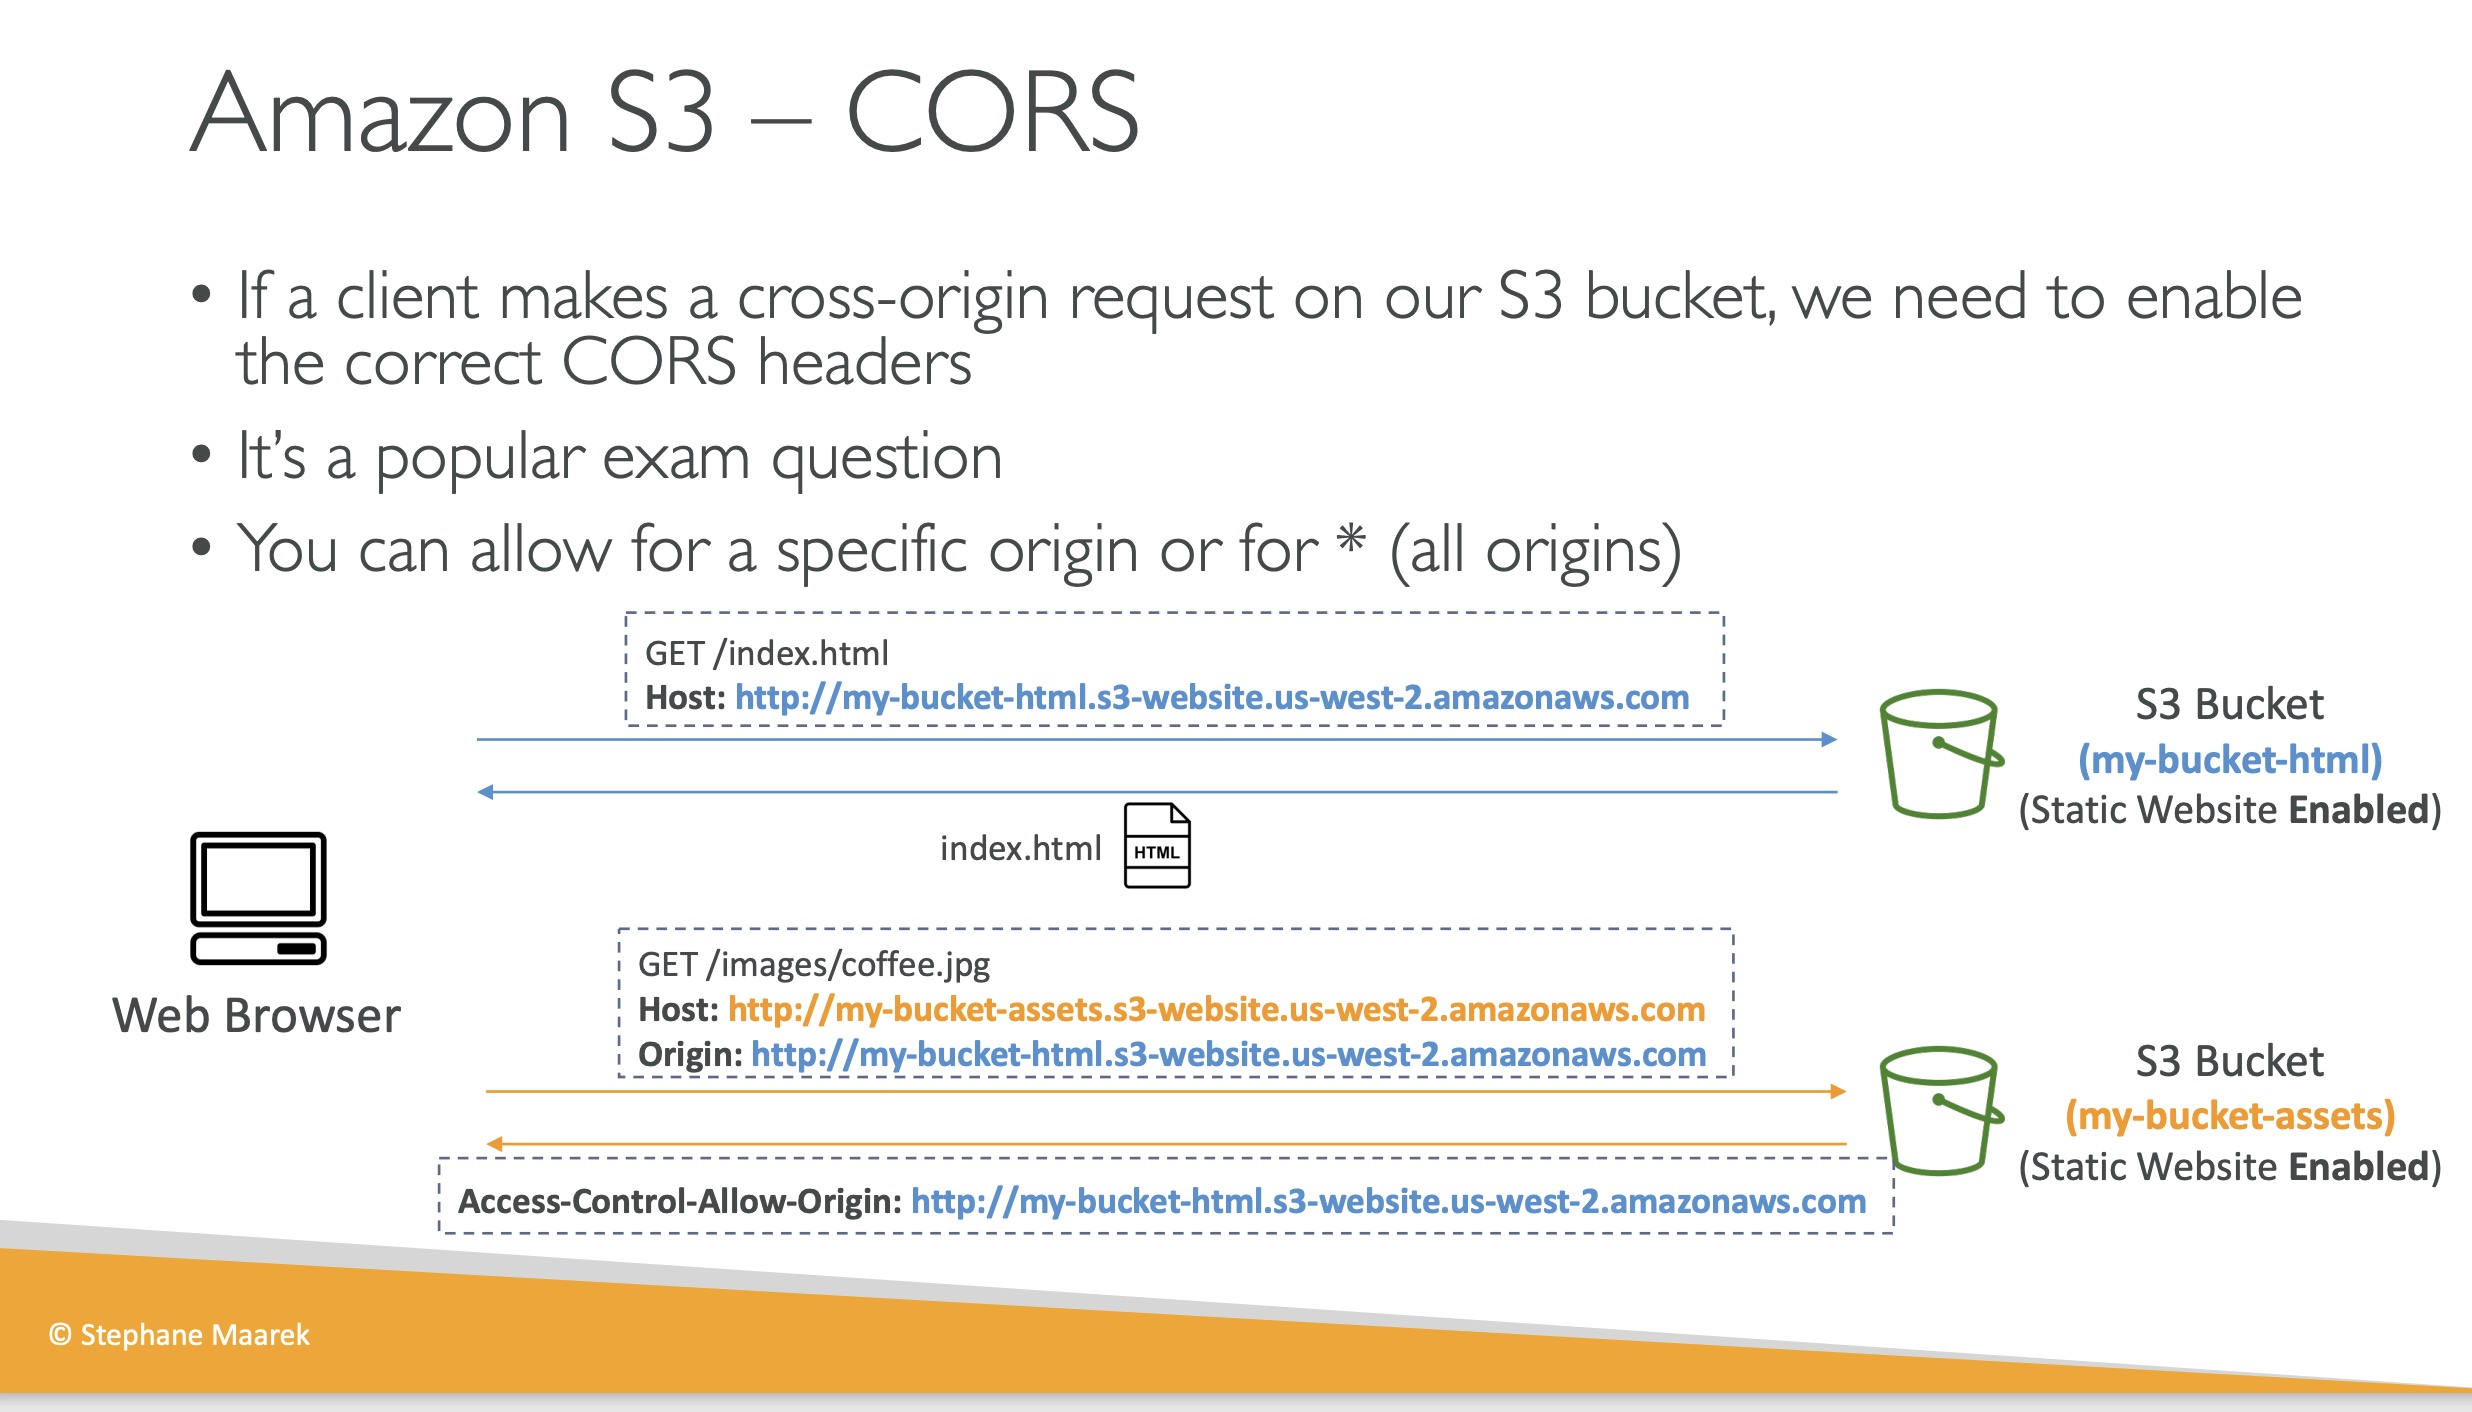 Amazon S3 – CORS
• If a client makes a cross-origin request on our S3 bucket, we need to enable
the correct CORS headers
• It’s a popular exam question
• You can allow for a specific origin or for * (all origins)
GET /index.html
Host: http://my-bucket-html.s3-website.us-west-2.amazonaws.com
S3 Bucket
(my-bucket-html)
(Static Website Enabled)
index.html
HTML
Web Browser
GET /images/coffee.jpg
Host: http://my-bucket-assets.s3-website.us-west-2.amazonaws.com
Origin: http://my-bucket-html.s3-website.us-west-2.amazonaws.com
S3 Bucket
(my-bucket-assets)
(Static Website Enabled)
Access-Control-Allow-Origin: http://my-bucket-html.s3-website.us-west-2.amazonaws.com
© Stephane Maarek